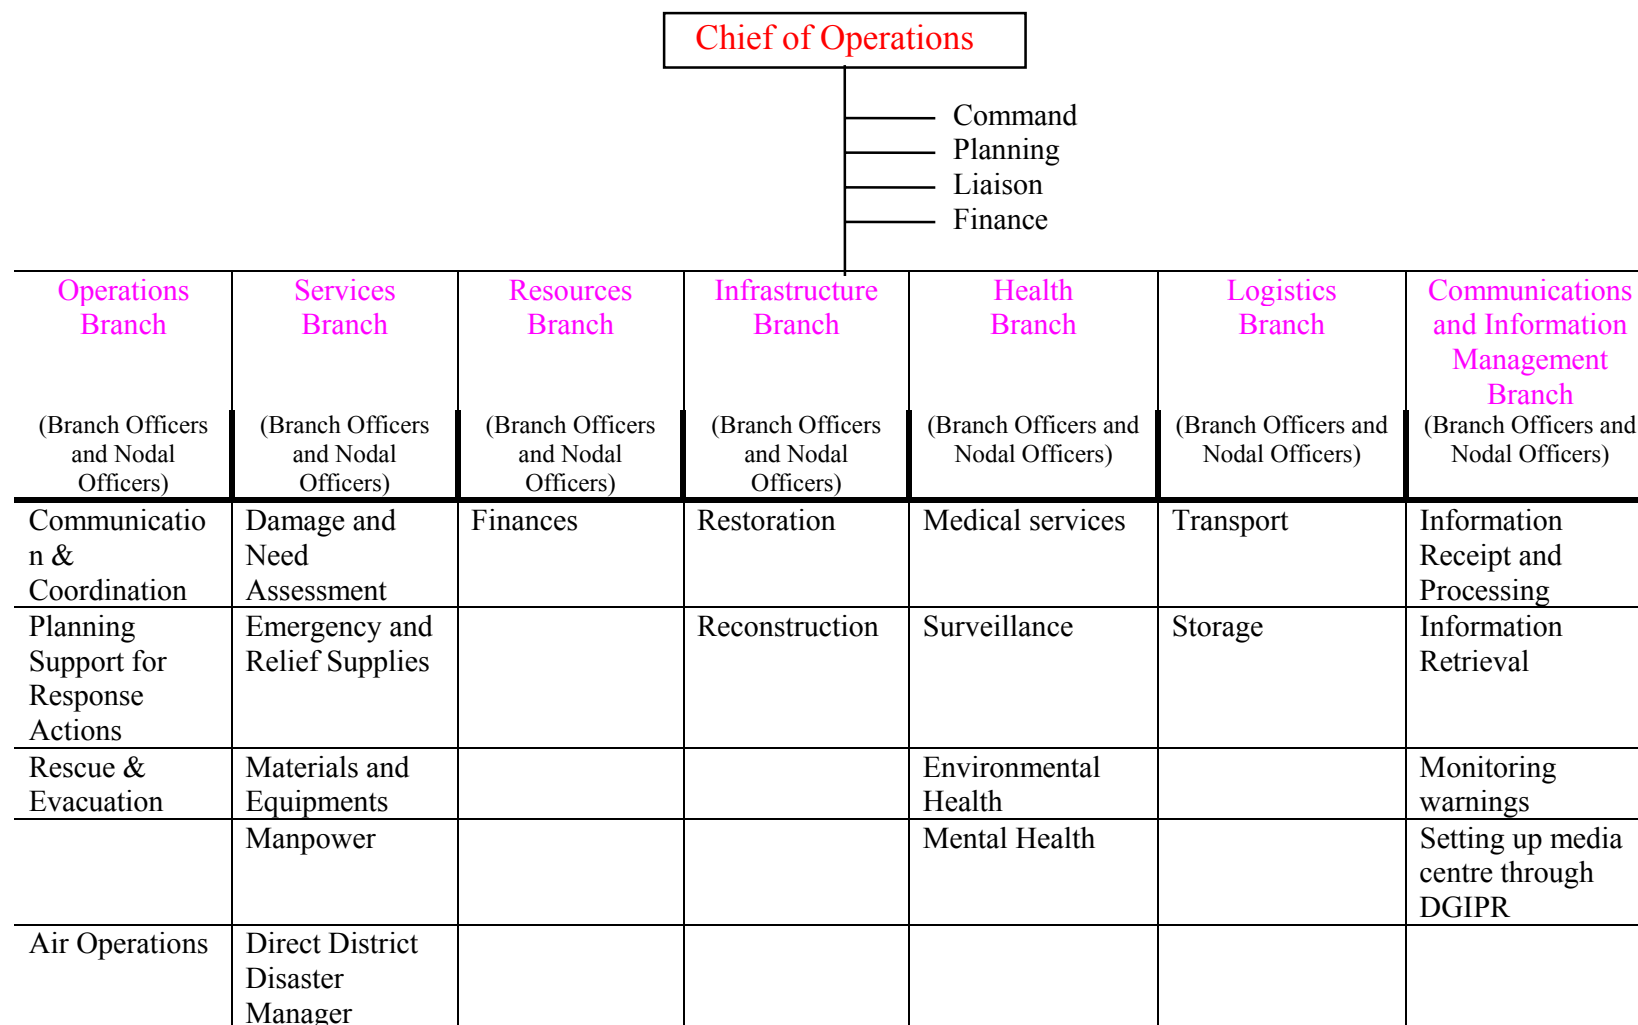 Chief of Operations
Command
Planning
Liaison
Finance
Operations
Branch
(Branch Officers
and Nodal
Officers)
Services
Branch
(Branch Officers
and Nodal
Officers)
Resources
Branch
(Branch Officers
and Nodal
Officers)
Infrastructure
Branch
(Branch Officers
and Nodal
Officers)
Health
Branch
(Branch Officers and
Nodal Officers)
Logistics
Branch
(Branch Officers and
Nodal Officers)
Communications
and Information
Management
Branch
(Branch Officers and
Nodal Officers)
Communicatio
n &
Coordination
Damage and
Need
Assessment
Finances
Restoration
Medical services
Transport
Information
Receipt and
Processing
Planning
Support for
Response
Actions
Emergency and
Relief Supplies
Reconstruction
Surveillance
Storage
Information
Retrieval
Rescue &
Evacuation
Materials and
Equipments
Environmental
Health
Monitoring
warnings
Manpower
Mental Health
Setting up media
centre through
DGIPR
Air Operations
Direct District
Disaster
Manager